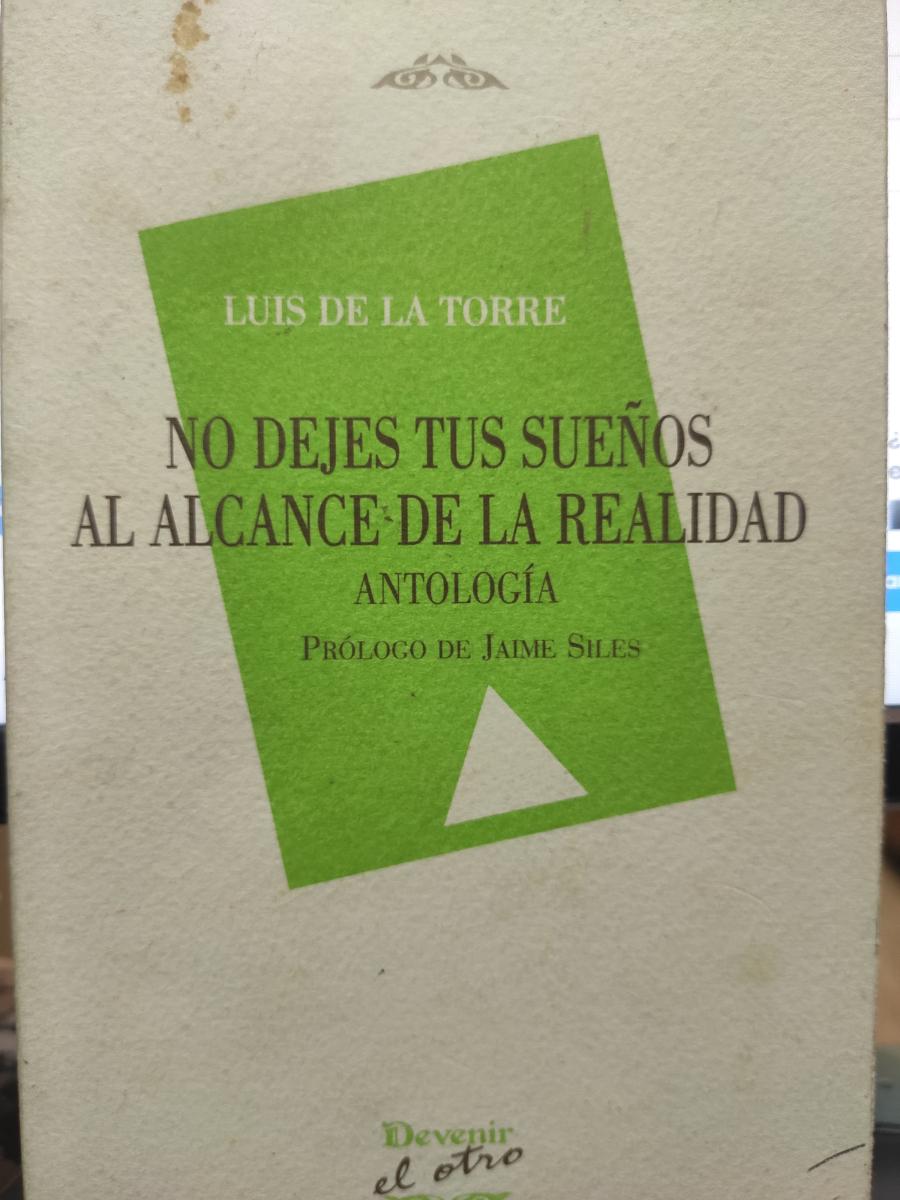 LUIS DE LA TORRE
NO DEJES TUS SUEÑOS
AL ALCANCE DE LA REALIDAD
ANTOLOGÍA
PRÓLOGO DE JAIME SILES
Devenir
el otro